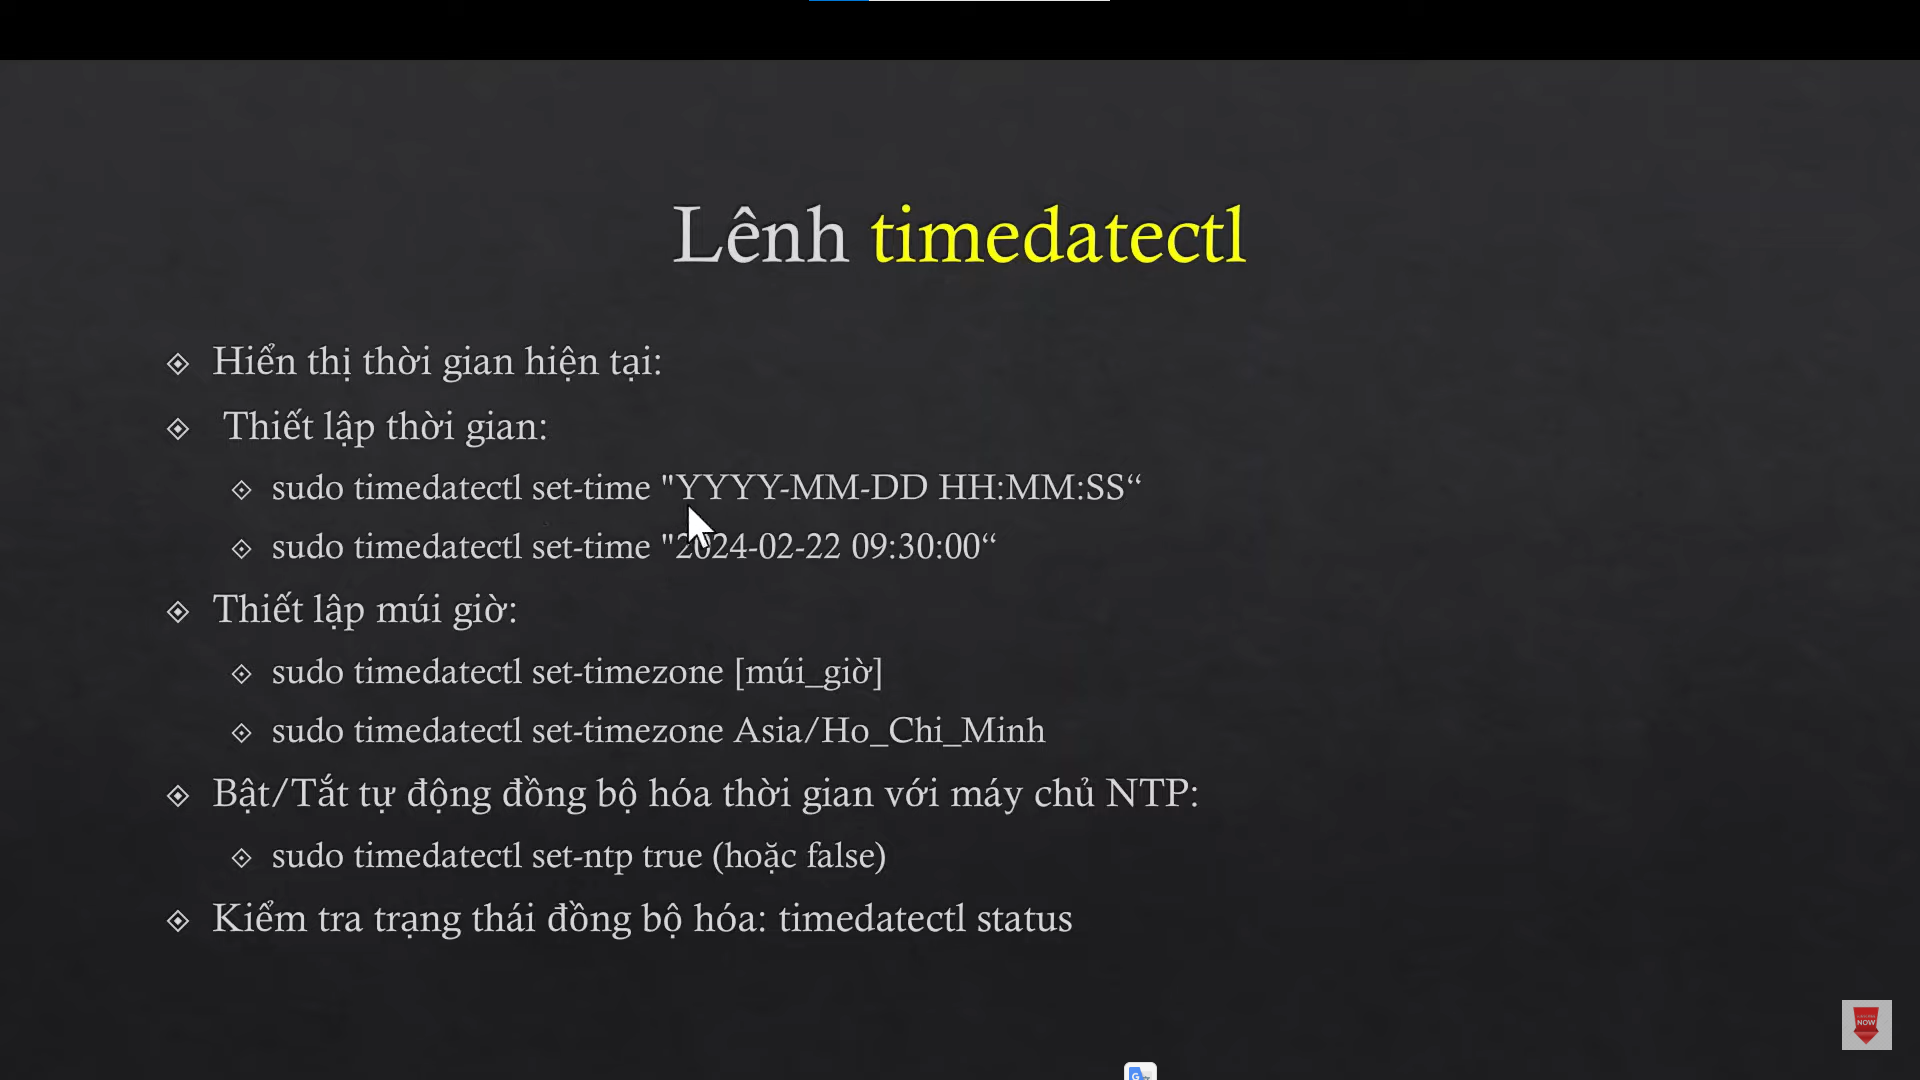 Lênh timedatectl
Hiển thị thời gian hiện tại:
Thiết lập thời gian:
sudo timedatectl set-time "YYYY-MM-DD HH:MM:SS“
sudo timedatectl set-time "2024-02-22 09:30:00“
Thiết lập múi giờ:
sudo timedatectl set-timezone [múi_giờ]
sudo timedatectl set-timezone Asia/Ho_Chi_Minh
Bật/Tắt tự động đồng bộ hóa thời gian với máy chủ NTP:
sudo timedatectl set-ntp true (hoặc false)
Kiểm tra trạng thái đồng bộ hóa: timedatectl status
NOW
G